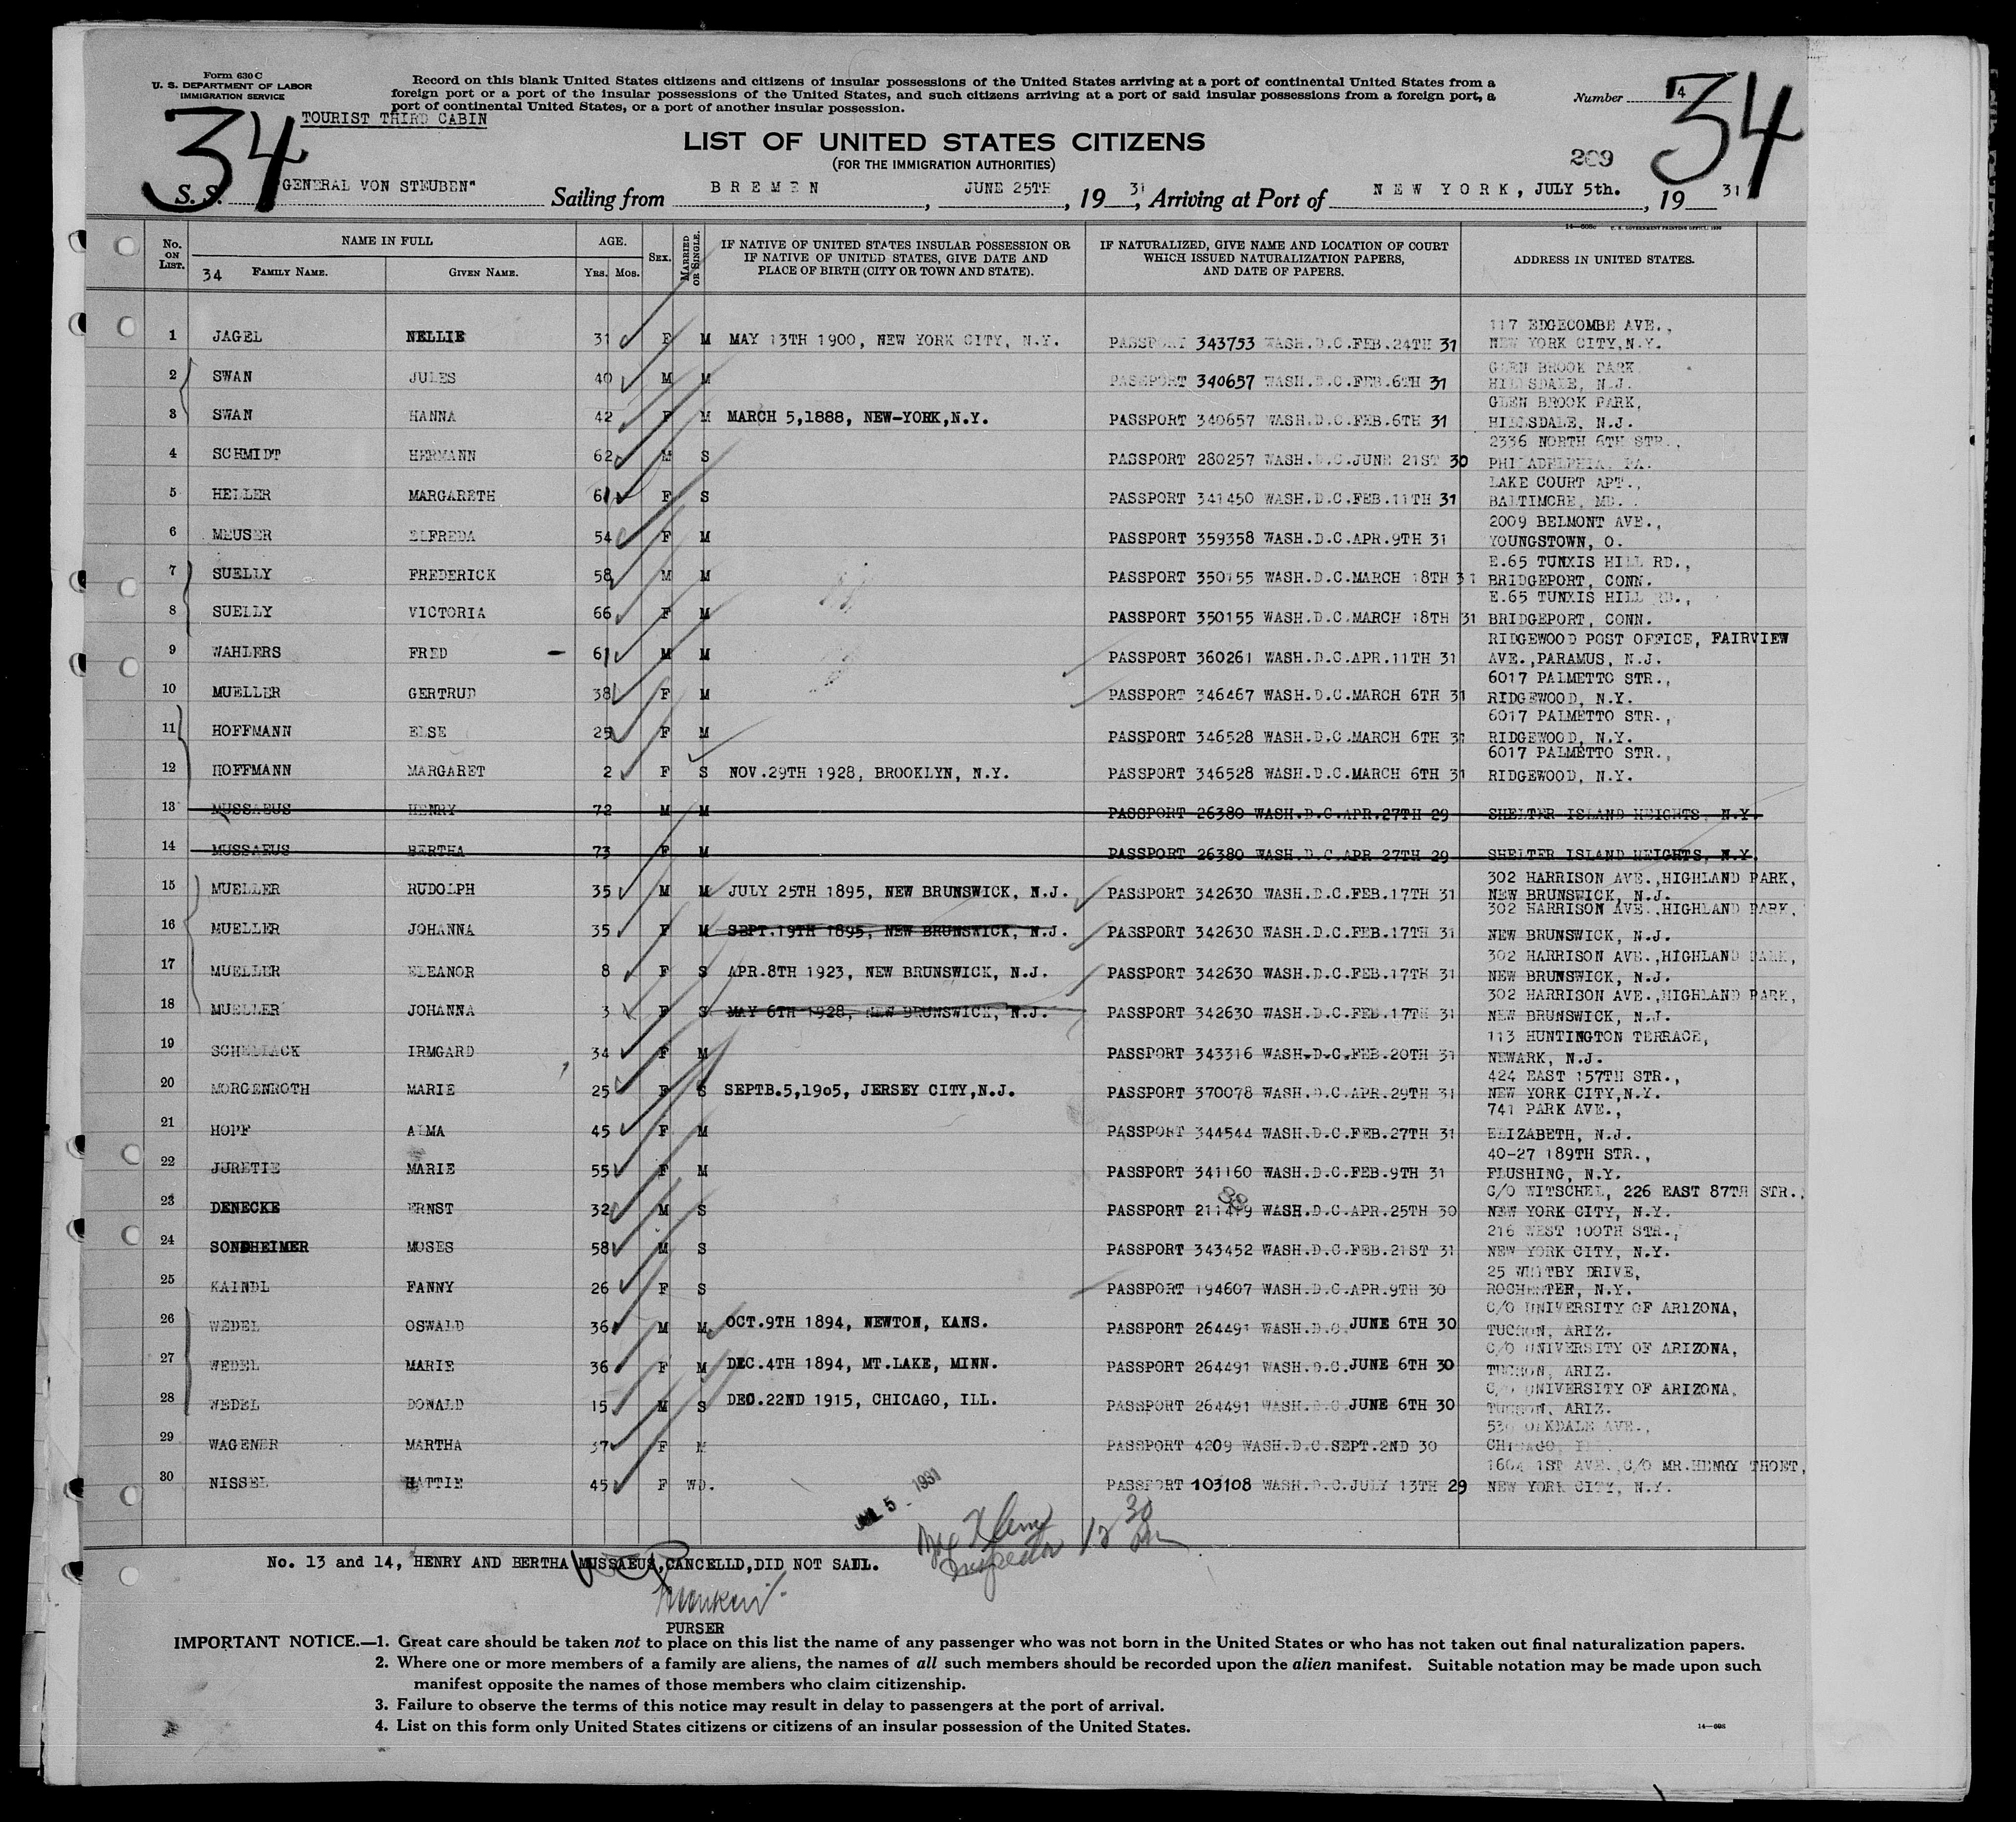 Form 630 C
U. S. DEPARTMENT OF LABOR
IMMIGRATION SERVICE
Record on this blank United States citizens and citizens of insular possessions of the United States arriving at a port of continental United States from a
foreign port or a port of the insular possessions of the United States, and such citizens arriving at a port of said insular possessions from a foreign port, a
port of continental United States, or a port of another insular possession.
Number 4
TOURIST THIRD CABIN
34
34
LIST OF UNITED STATES CITIZENS
(FOR THE IMMIGRATION AUTHORITIES)
209
S. S. "GENERAL VON STEUBEN" Sailing from BREMEN, JUNE 25TH, 1931, Arriving at Port of NEW YORK, JULY 5th., 1931
14—608c U. S. GOVERNMENT PRINTING OFFICE: 1930
No. ON LIST. NAME IN FULL AGE. SEX. MARRIED OR SINGLE. IF NATIVE OF UNITED STATES INSULAR POSSESSION OR IF NATIVE OF UNITED STATES, GIVE DATE AND PLACE OF BIRTH (CITY OR TOWN AND STATE). IF NATURALIZED, GIVE NAME AND LOCATION OF COURT WHICH ISSUED NATURALIZATION PAPERS, AND DATE OF PAPERS. ADDRESS IN UNITED STATES.
34 FAMILY NAME. GIVEN NAME. YRS. MOS.
1 JAGEL NELLIE 31 F M MAY 13TH 1900, NEW YORK CITY, N.Y. PASSPORT 343753 WASH.D.C.FEB.24TH 31 117 EDGECOMBE AVE., NEW YORK CITY,N.Y.
2 SWAN JULES 40 M M PASSPORT 340657 WASH.D.C.FEB.6TH 31 GLEN BROOK PARK, HILLSDALE, N.J.
3 SWAN HANNA 42 F M MARCH 5,1888, NEW-YORK,N.Y. PASSPORT 340657 WASH.D.C.FEB.6TH 31 GLEN BROOK PARK, HILLSDALE, N.J.
4 SCHMIDT HERMANN 62 M S PASSPORT 280257 WASH.D.C.JUNE 21ST 30 2336 NORTH 6TH STR., PHILADELPHIA, PA.
5 HELLER MARGARETH 61 F S PASSPORT 341450 WASH.D.C.FEB.11TH 31 LAKE COURT APT., BALTIMORE, MD.
6 MEUSER ELFREDA 54 F M PASSPORT 359358 WASH.D.C.APR.9TH 31 2009 BELMONT AVE., YOUNGSTOWN, O.
7 SUELLY FREDERICK 58 M M PASSPORT 350155 WASH.D.C.MARCH 18TH 31 E.65 TUNXIS HILL RD., BRIDGEPORT, CONN.
8 SUELLY VICTORIA 66 F M PASSPORT 350155 WASH.D.C.MARCH 18TH 31 E.65 TUNXIS HILL RD., BRIDGEPORT, CONN.
9 WAHLERS FRED - 61 M M PASSPORT 360261 WASH.D.C.APR.11TH 31 RIDGEWOOD POST OFFICE, FAIRVIEW AVE.,PARAMUS, N.J.
10 MUELLER GERTRUD 38 F M PASSPORT 346467 WASH.D.C.MARCH 6TH 31 6017 PALMETTO STR., RIDGEWOOD, N.Y.
11 HOFFMANN ELSE 25 F M PASSPORT 346528 WASH.D.C.MARCH 6TH 31 6017 PALMETTO STR., RIDGEWOOD, N.Y.
12 HOFFMANN MARGARET 2 F S NOV.29TH 1928, BROOKLYN, N.Y. PASSPORT 346528 WASH.D.C.MARCH 6TH 31 6017 PALMETTO STR., RIDGEWOOD, N.Y.
13 MUSSAEUS HENRY 72 M M PASSPORT 26380 WASH.D.C.APR.27TH 29 SHELTER ISLAND HEIGHTS, N.Y.
14 MUSSAEUS BERTHA 73 F M PASSPORT 26380 WASH.D.C.APR.27TH 29 SHELTER ISLAND HEIGHTS, N.Y.
15 MUELLER RUDOLPH 35 M M JULY 25TH 1895, NEW BRUNSWICK, N.J. PASSPORT 342630 WASH.D.C.FEB.17TH 31 302 HARRISON AVE.,HIGHLAND PARK, NEW BRUNSWICK, N.J.
16 MUELLER JOHANNA 35 F M SEPT.19TH 1895, NEW BRUNSWICK, N.J. PASSPORT 342630 WASH.D.C.FEB.17TH 31 302 HARRISON AVE.,HIGHLAND PARK, NEW BRUNSWICK, N.J.
17 MUELLER ELEANOR 8 F S APR.8TH 1923, NEW BRUNSWICK, N.J. PASSPORT 342630 WASH.D.C.FEB.17TH 31 302 HARRISON AVE.,HIGHLAND PARK, NEW BRUNSWICK, N.J.
18 MUELLER JOHANNA 3 F S MAY 6TH 1928, NEW BRUNSWICK, N.J. PASSPORT 342630 WASH.D.C.FEB.17TH 31 302 HARRISON AVE.,HIGHLAND PARK, NEW BRUNSWICK, N.J.
19 SCHELLACK IRMGARD 34 F M PASSPORT 343316 WASH.D.C.FEB.20TH 31 113 HUNTINGTON TERRACE, NEWARK, N.J.
20 MORGENROTH MARIE 25 F S SEPTB.5,1905, JERSEY CITY,N.J. PASSPORT 370078 WASH.D.C.APR.29TH 31 424 EAST 157TH STR., NEW YORK CITY,N.Y.
21 HOPF ALMA 45 F M PASSPORT 344544 WASH.D.C.FEB.27TH 31 741 PARK AVE., ELIZABETH, N.J.
22 JURETIE MARIE 55 F M PASSPORT 341160 WASH.D.C.FEB.9TH 31 40-27 189TH STR., FLUSHING, N.Y.
23 DENECKE ERNST 32 M S PASSPORT 211419 WASH.D.C.APR.25TH 30 C/O WITSCHEL, 226 EAST 87TH STR., NEW YORK CITY, N.Y.
24 SONDHEIMER MOSES 58 M S PASSPORT 343452 WASH.D.C.FEB.21ST 31 216 WEST 100TH STR., NEW YORK CITY, N.Y.
25 KAINDL FANNY 26 F S PASSPORT 194607 WASH.D.C.APR.9TH 30 25 WHITBY DRIVE, ROCHESTER, N.Y.
26 WEDEL OSWALD 36 M M OCT.9TH 1894, NEWTON, KANS. PASSPORT 264491 WASH.D.C.JUNE 6TH 30 C/O UNIVERSITY OF ARIZONA, TUCSON, ARIZ.
27 WEDEL MARIE 36 F M DEC.4TH 1894, MT.LAKE, MINN. PASSPORT 264491 WASH.D.C.JUNE 6TH 30 C/O UNIVERSITY OF ARIZONA, TUCSON, ARIZ.
28 WEDEL DONALD 15 M S DEC.22ND 1915, CHICAGO, ILL. PASSPORT 264491 WASH.D.C.JUNE 6TH 30 C/O UNIVERSITY OF ARIZONA, TUCSON, ARIZ.
29 WAGENER MARTHA 37 F M PASSPORT 4209 WASH.D.C.SEPT.2ND 30 OAKDALE AVE., CHICAGO, ILL.
30 NISSEL HATTIE 45 F WD. PASSPORT 103108 WASH.D.C.JULY 13TH 29 1604 1ST AVE.,C/O MR.HENRY THOET, NEW YORK CITY, N.Y.
JUL 5 - 1931
Inspector
12 30
No. 13 and 14, HENRY AND BERTHA MUSSAEUS,CANCELLD,DID NOT SAIL.
PURSER
IMPORTANT NOTICE.—1. Great care should be taken not to place on this list the name of any passenger who was not born in the United States or who has not taken out final naturalization papers.
2. Where one or more members of a family are aliens, the names of all such members should be recorded upon the alien manifest. Suitable notation may be made upon such
manifest opposite the names of those members who claim citizenship.
3. Failure to observe the terms of this notice may result in delay to passengers at the port of arrival.
4. List on this form only United States citizens or citizens of an insular possession of the United States.
14—608